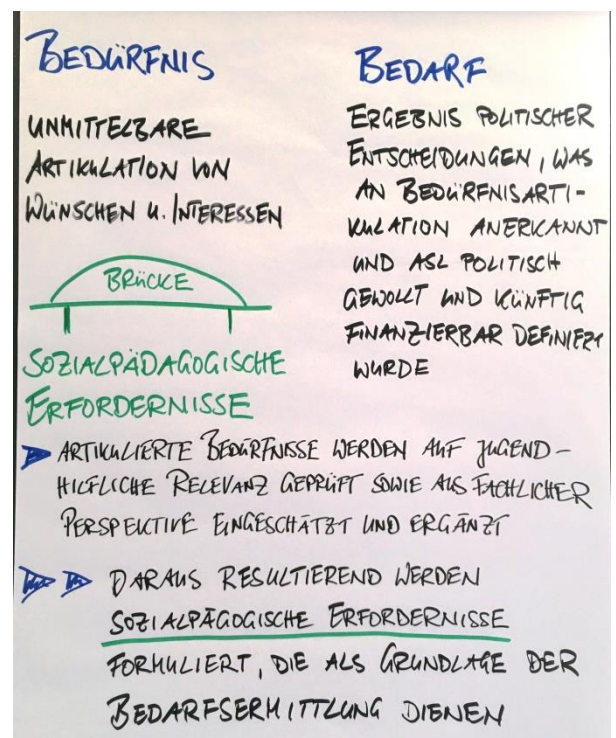 BEDÜRFNIS
UNMITTELBARE
ARTIKULATION VON
WÜNSCHEN U. INTERESSEN
BEDARF
ERGEBNIS POLITISCHER
ENTSCHEIDUNGEN, WAS
AN BEDÜRFNISARTI-
KULATION ANERKANNT
UND ASL POLITISCH
GEWOLLT UND KÜNFTIG
FINANZIERBAR DEFINIERT
WURDE
BRÜCKE
SOZIALPÄDAGOGISCHE
ERFORDERNISSE
ARTIKULIERTE BEDÜRFNISSE WERDEN AUF JUGEND-
HILFLICHE RELEVANZ GEPRÜFT SOWIE AUS FACHLICHER
PERSPEKTIVE EINGESCHÄTZT UND ERGÄNZT
DARAUS RESULTIEREND WERDEN
SOZIALPÄGOGISCHE ERFORDERNISSE
FORMULIERT, DIE ALS GRUNDLAGE DER
BEDARFSERMITTLUNG DIENEN